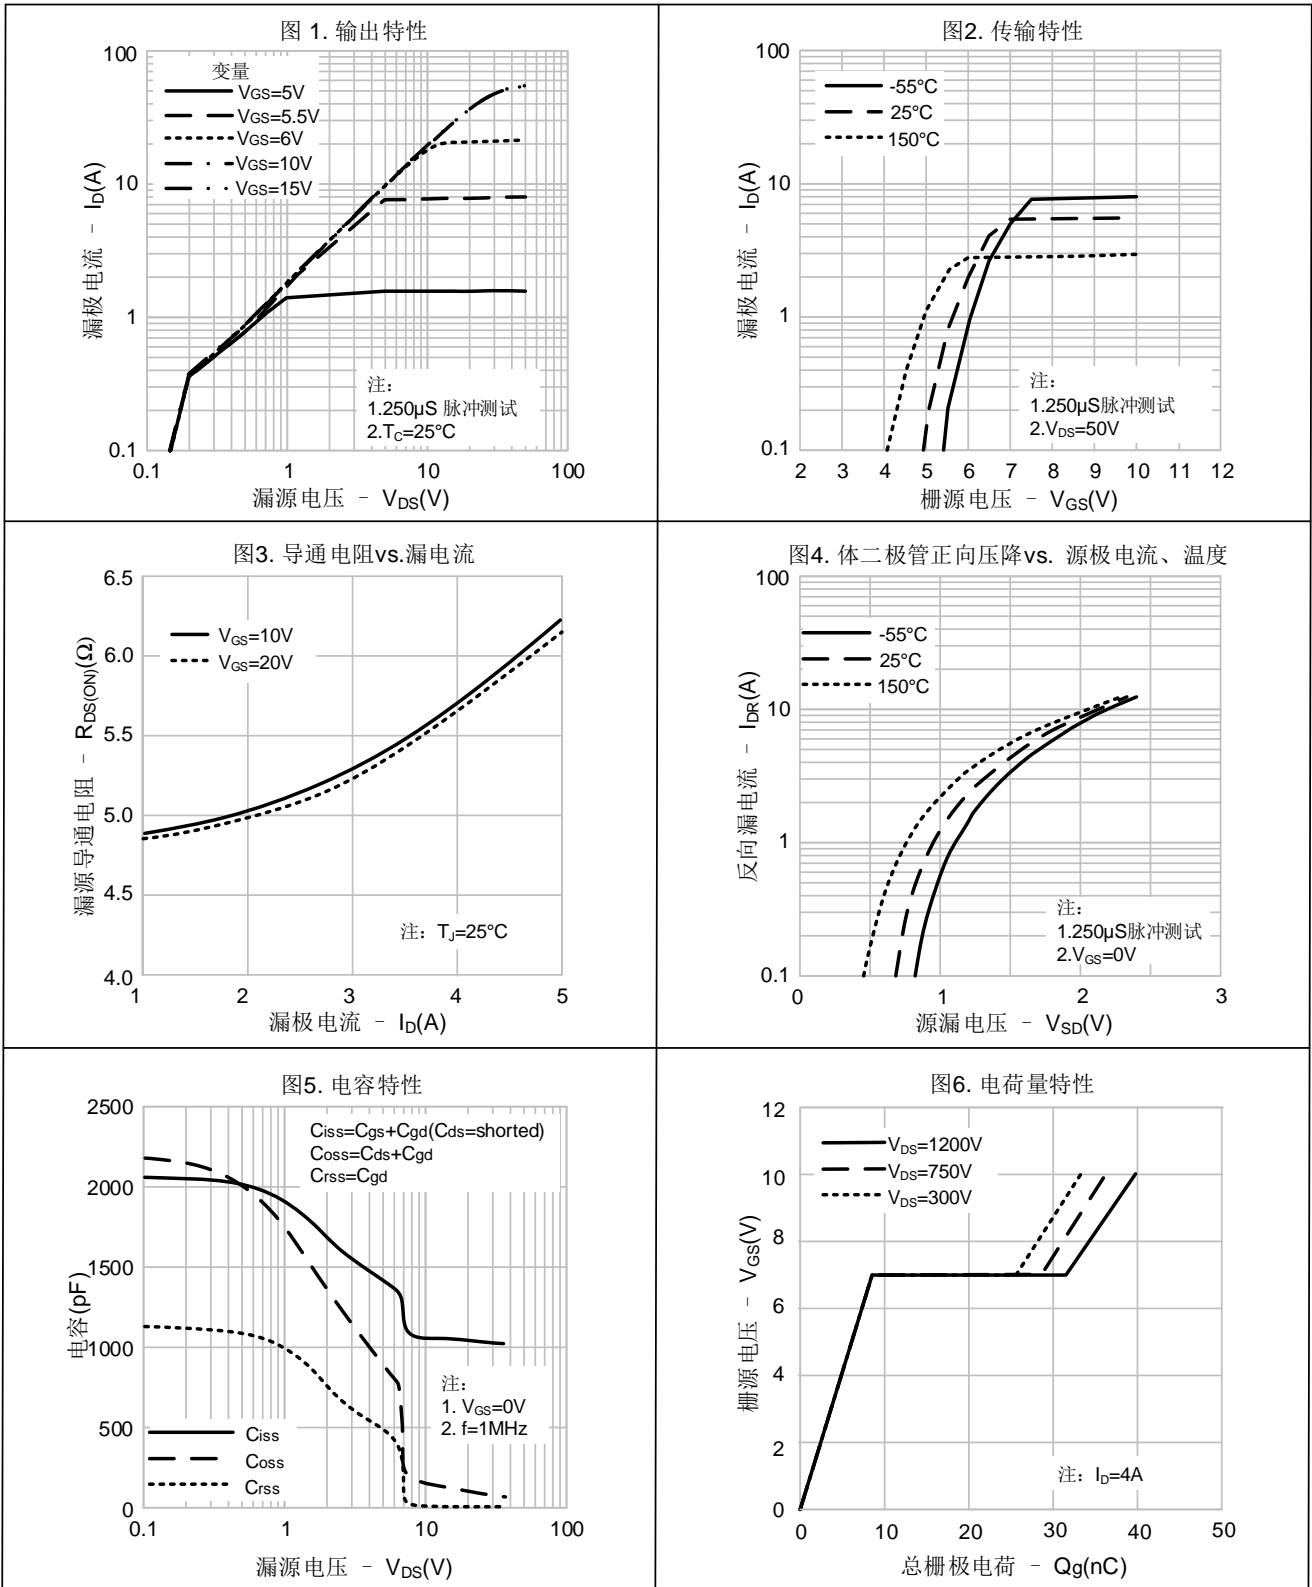 图 1. 输出特性
变量
VGS=5V
VGS=5.5V
VGS=6V
VGS=10V
VGS=15V
100
10
1
0.1
漏极电流 - ID(A)
注:
1.250µS 脉冲测试
2.TC=25°C
0.1 1 10 100
漏源电压 - VDS(V)
图2. 传输特性
-55°C
25°C
150°C
100
10
1
0.1
漏极电流 - ID(A)
注:
1.250µS脉冲测试
2.VDS=50V
2 3 4 5 6 7 8 9 10 11 12
栅源电压 - VGS(V)
图3. 导通电阻vs.漏电流
VGS=10V
VGS=20V
6.5
6.0
5.5
5.0
4.5
4.0
漏源导通电阻 - RDS(ON)(Ω)
注: TJ=25°C
1 2 3 4 5
漏极电流 - ID(A)
图4. 体二极管正向压降vs. 源极电流、温度
-55°C
25°C
150°C
100
10
1
0.1
反向漏电流 - IDR(A)
注:
1.250µS脉冲测试
2.VGS=0V
0 1 2 3
源漏电压 - VSD(V)
图5. 电容特性
Ciss=Cgs+Cgd(Cds=shorted)
Coss=Cds+Cgd
Crss=Cgd
2500
2000
1500
1000
500
0
电容(pF)
注:
1. VGS=0V
2. f=1MHz
Ciss
Coss
Crss
0.1 1 10 100
漏源电压 - VDS(V)
图6. 电荷量特性
VDS=1200V
VDS=750V
VDS=300V
12
10
8
6
4
2
0
栅源电压 - VGS(V)
注: ID=4A
0 10 20 30 40 50
总栅极电荷 - Qg(nC)